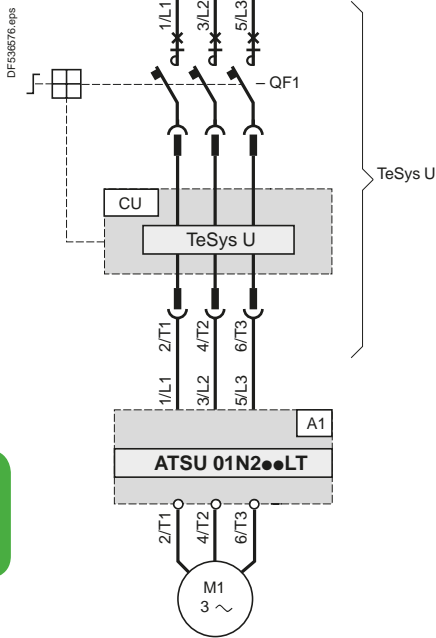 DF536576.eps
1/L1
3/L2
5/L3
QF1
TeSys U
CU
TeSys U
2/T1
4/T2
6/T3
1/L1
3/L2
5/L3
A1
ATSU 01N2●●LT
2/T1
4/T2
6/T3
M1
3 ~